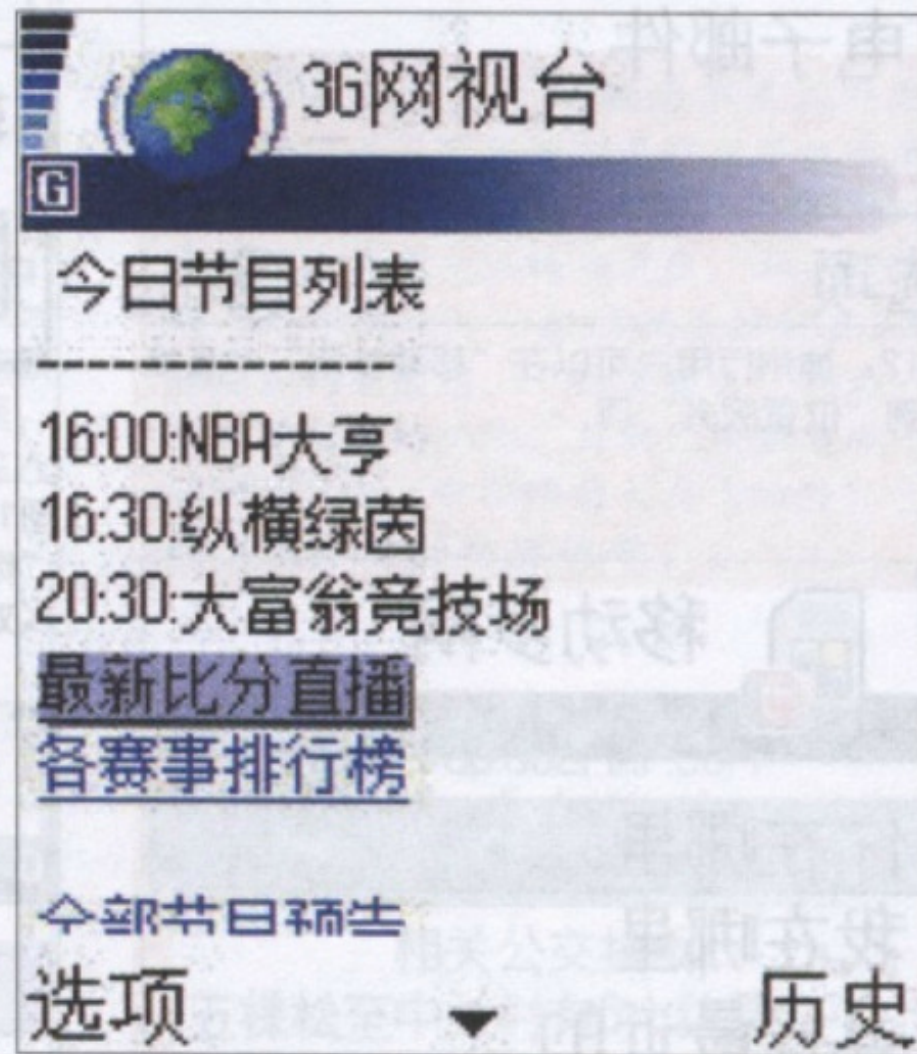 3G网视台
G
今日节目列表
--------------
16:00:NBA大亨
16:30:纵横绿茵
20:30:大富翁竞技场
最新比分直播
各赛事排行榜
全部节目预告
选项
历史